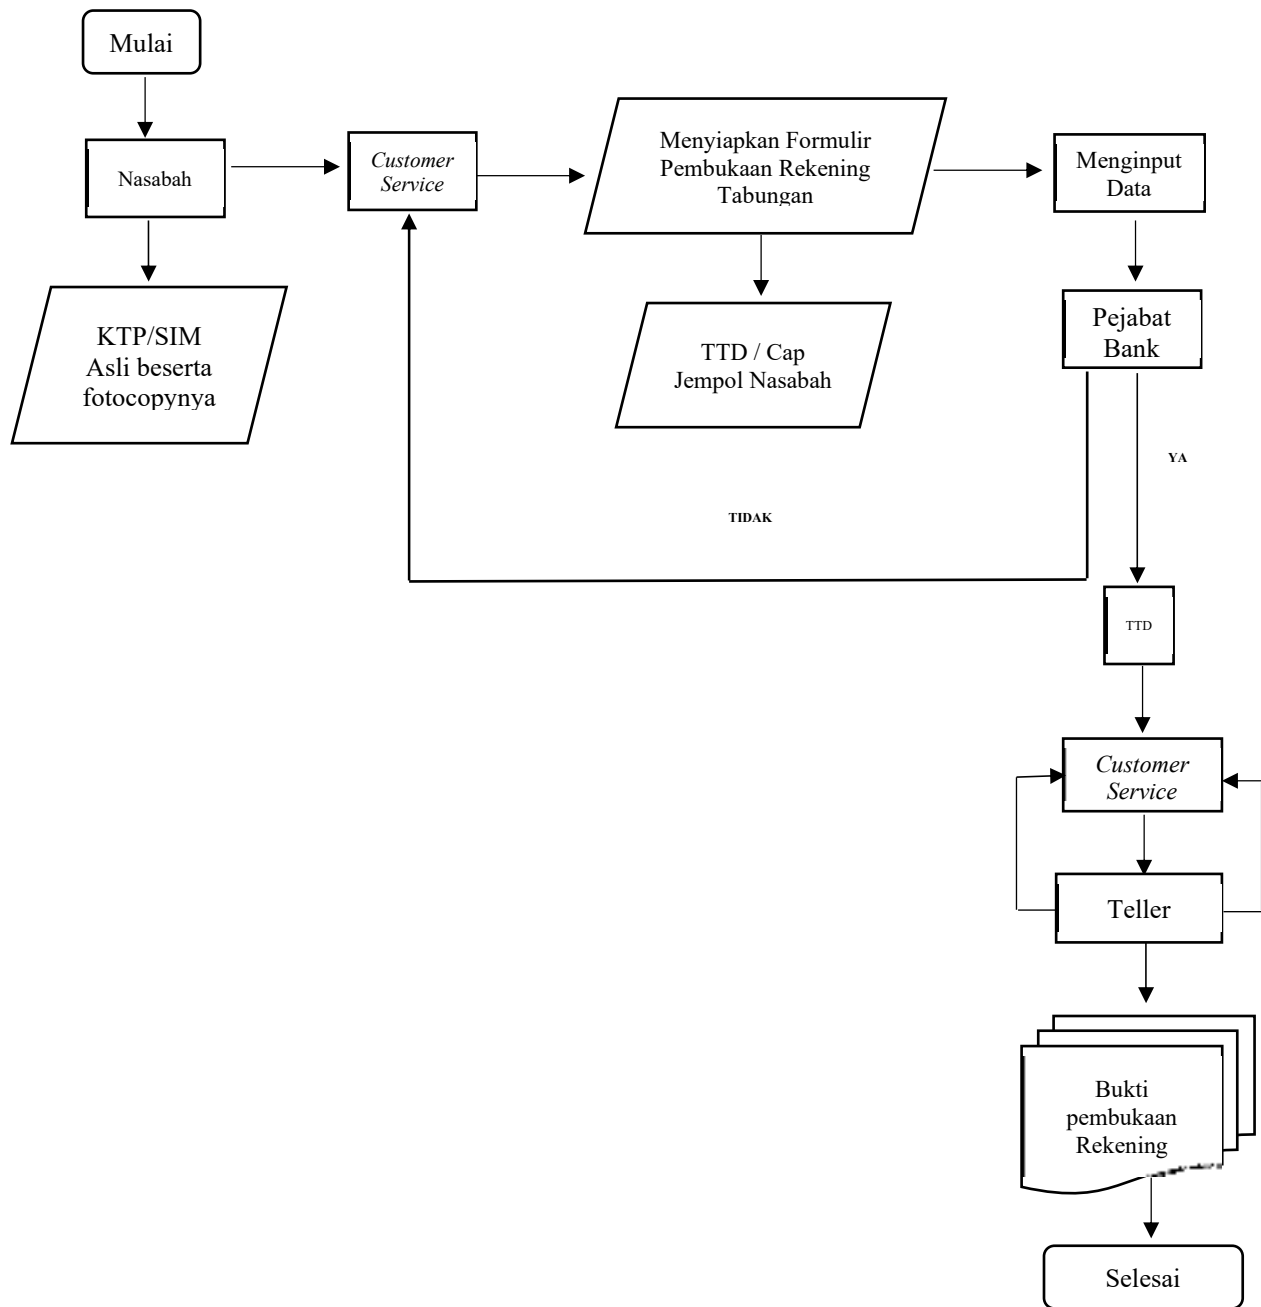 Mulai
Nasabah
Customer
Service
Menyiapkan Formulir
Pembukaan Rekening
Tabungan
Menginput
Data
KTP/SIM
Asli beserta
fotocopynya
TTD / Cap
Jempol Nasabah
Pejabat
Bank
YA
TIDAK
TTD
Customer
Service
Teller
Bukti
pembukaan
Rekening
Selesai